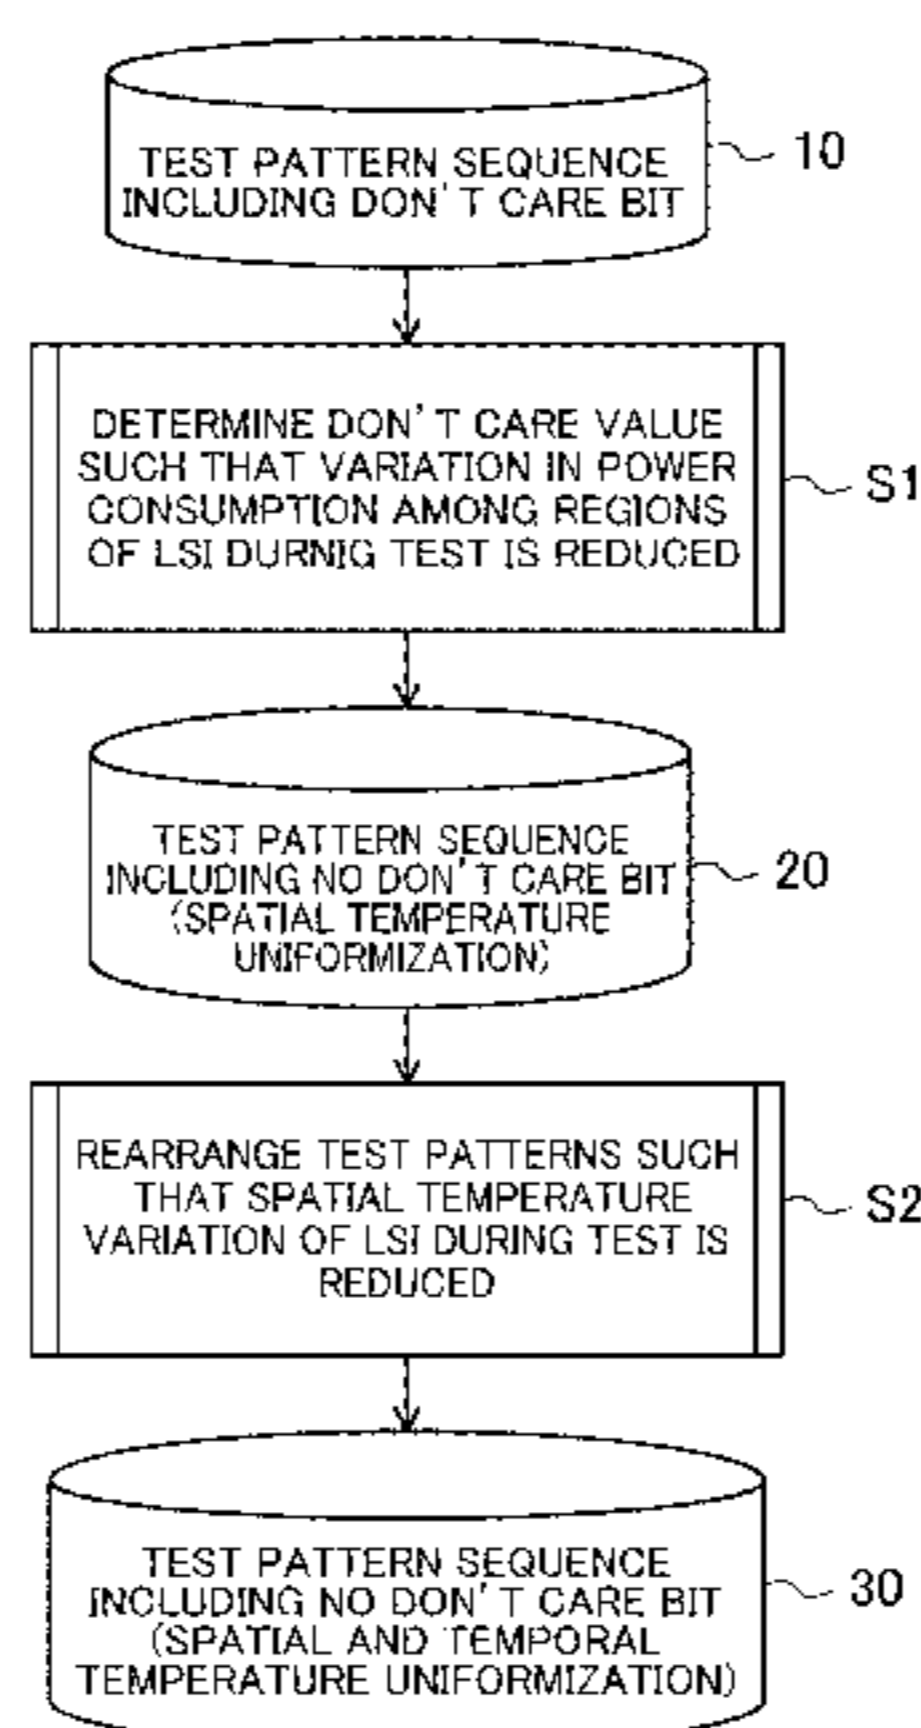 TEST PATTERN SEQUENCE
INCLUDING DON'T CARE BIT
10
DETERMINE DON'T CARE VALUE
SUCH THAT VARIATION IN POWER
CONSUMPTION AMONG REGIONS
OF LSI DURNIG TEST IS REDUCED
S1
TEST PATTERN SEQUENCE
INCLUDING NO DON'T CARE BIT
(SPATIAL TEMPERATURE
UNIFORMIZATION)
20
REARRANGE TEST PATTERNS SUCH
THAT SPATIAL TEMPERATURE
VARIATION OF LSI DURING TEST IS
REDUCED
S2
TEST PATTERN SEQUENCE
INCLUDING NO DON'T CARE BIT
(SPATIAL AND TEMPORAL
TEMPERATURE UNIFORMIZATION)
30